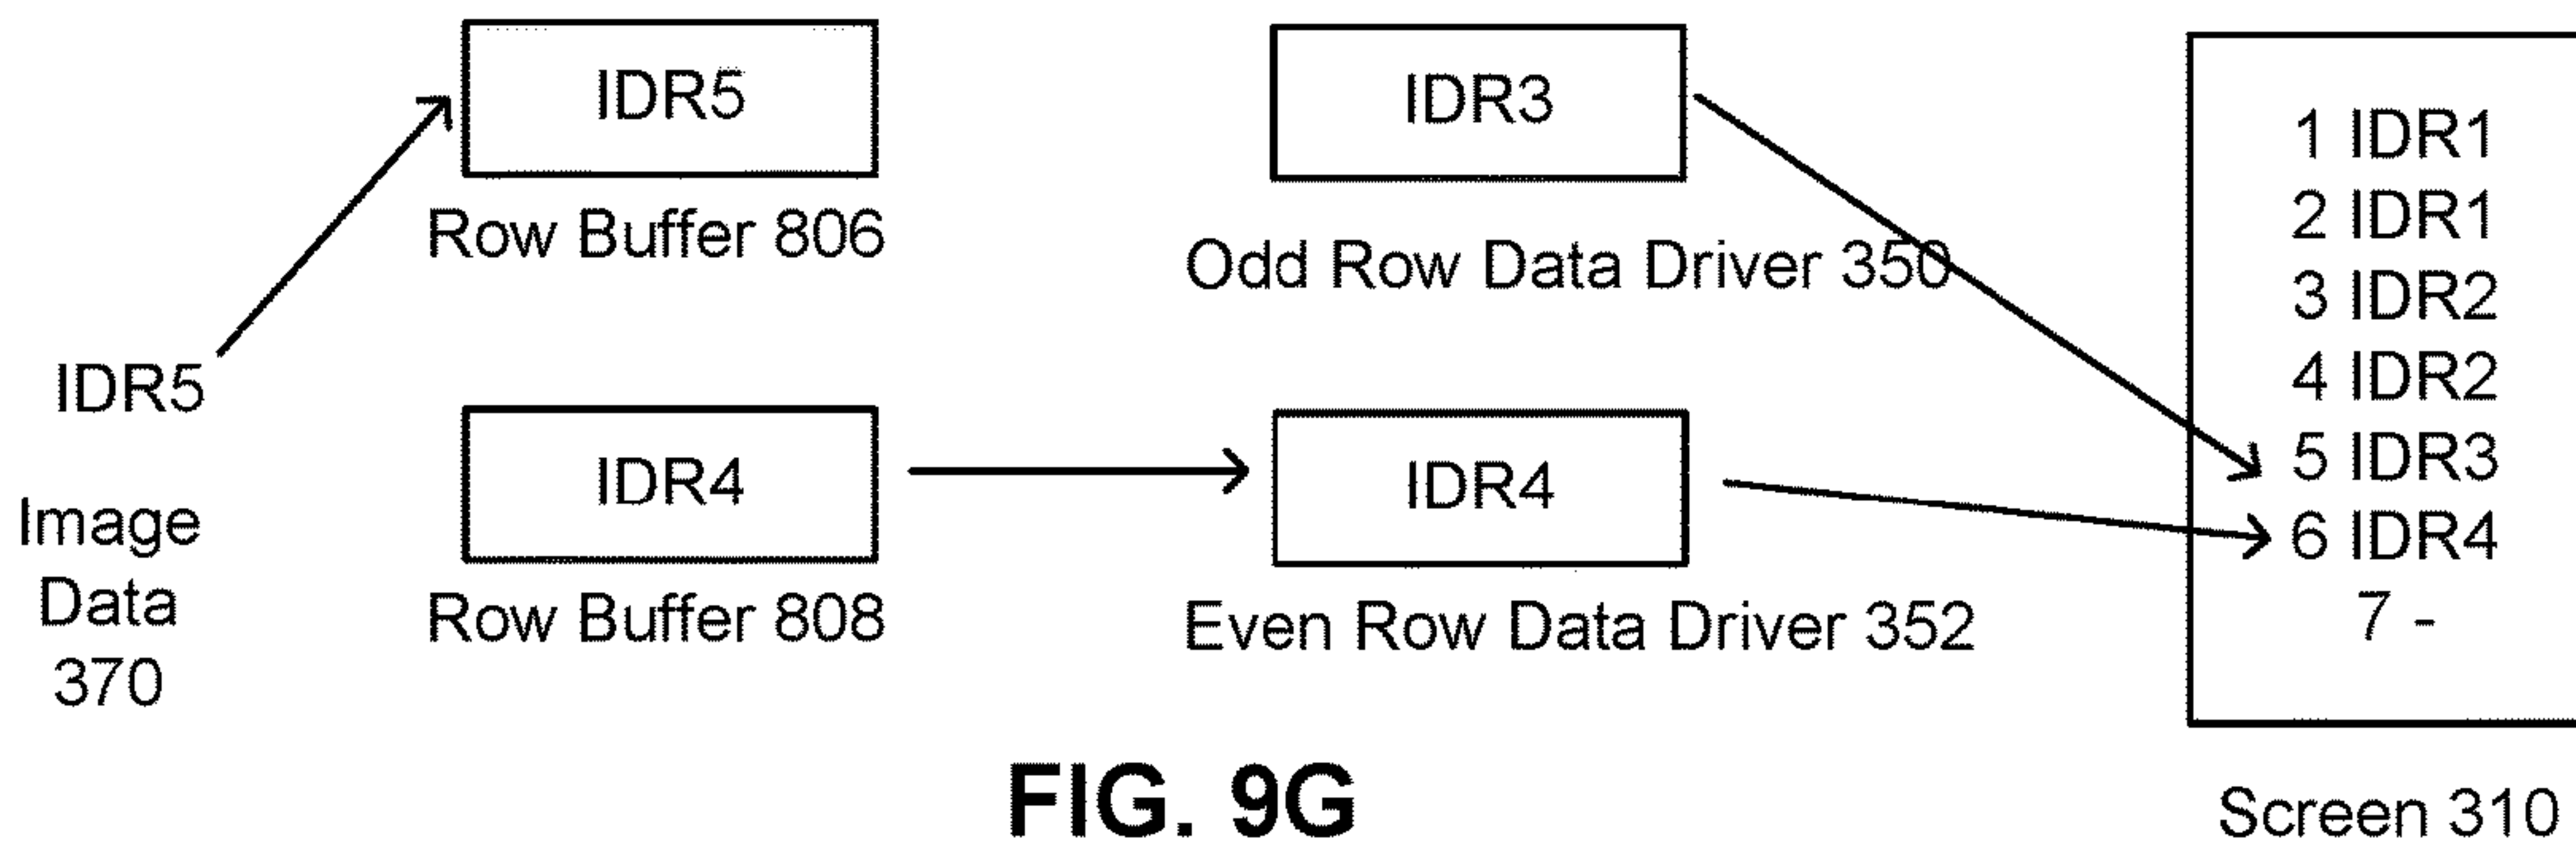 IDR5
Image
Data
370
IDR5
Row Buffer 806
IDR4
Row Buffer 808
IDR3
Odd Row Data Driver 350
IDR4
Even Row Data Driver 352
1 IDR1
2 IDR1
3 IDR2
4 IDR2
5 IDR3
6 IDR4
7 -
Screen 310
FIG. 9G